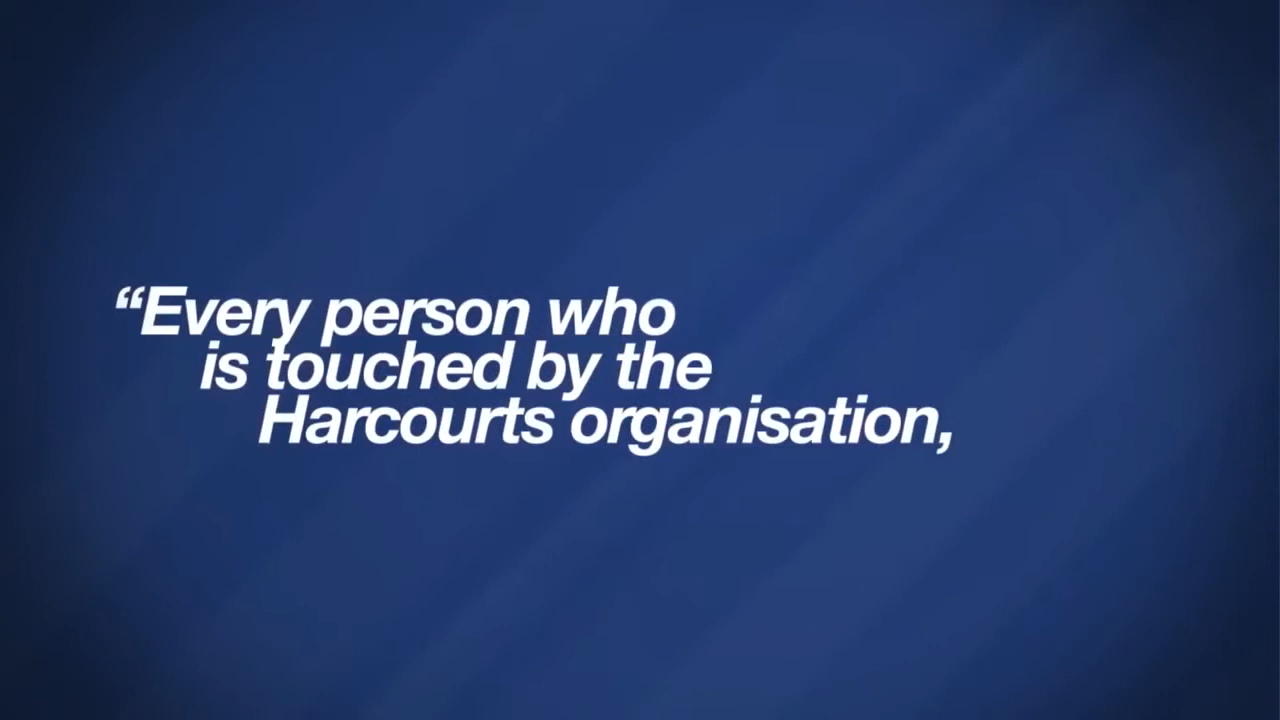 “Every person who
is touched by the
Harcourts organisation,